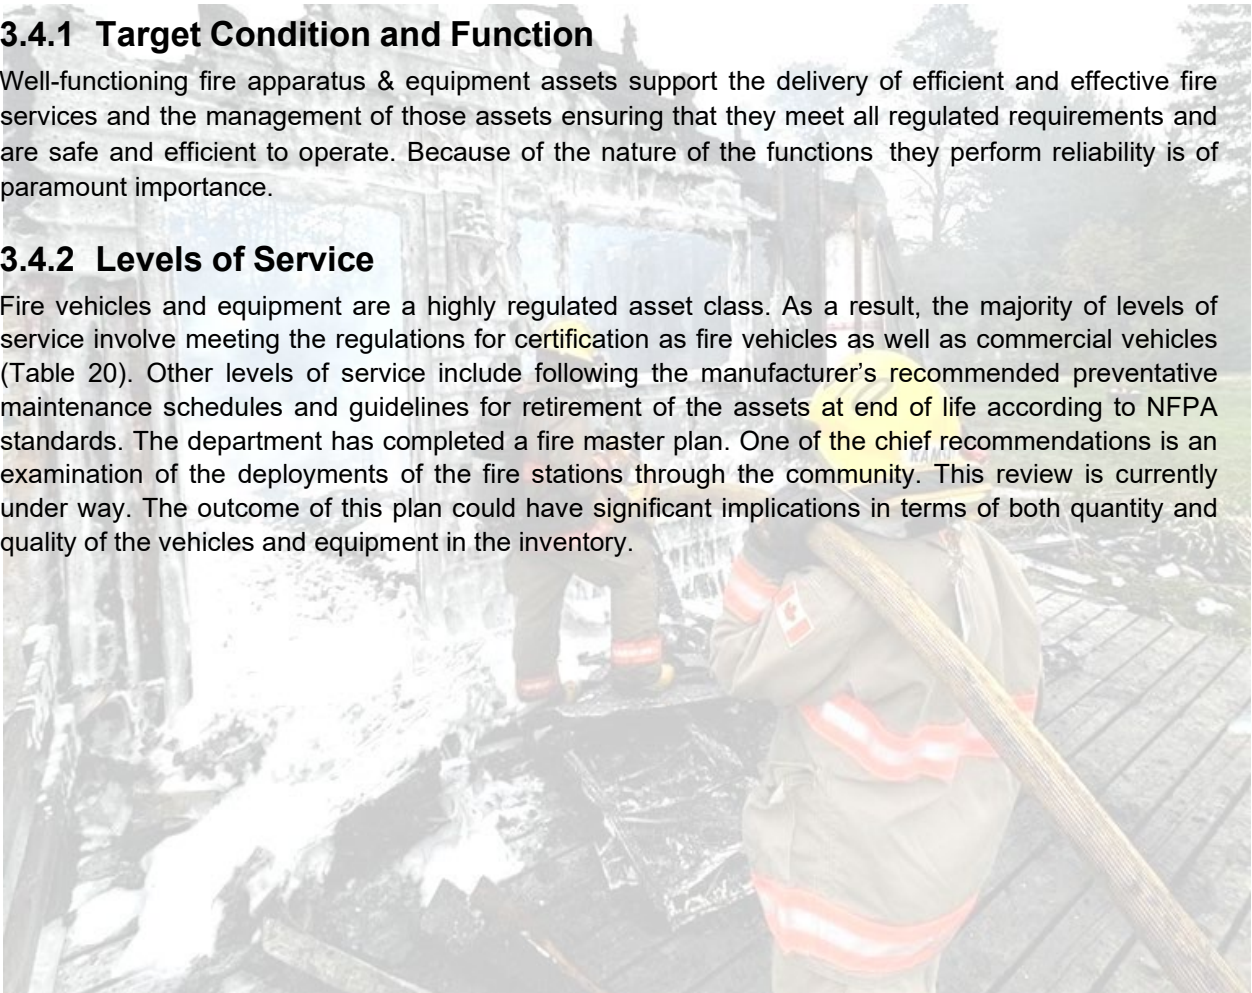 3.4.1 Target Condition and Function
Well-functioning fire apparatus & equipment assets support the delivery of efficient and effective fire
services and the management of those assets ensuring that they meet all regulated requirements and
are safe and efficient to operate. Because of the nature of the functions they perform reliability is of
paramount importance.
3.4.2 Levels of Service
Fire vehicles and equipment are a highly regulated asset class. As a result, the majority of levels of
service involve meeting the regulations for certification as fire vehicles as well as commercial vehicles
(Table 20). Other levels of service include following the manufacturer’s recommended preventative
maintenance schedules and guidelines for retirement of the assets at end of life according to NFPA
standards. The department has completed a fire master plan. One of the chief recommendations is an
examination of the deployments of the fire stations through the community. This review is currently
under way. The outcome of this plan could have significant implications in terms of both quantity and
quality of the vehicles and equipment in the inventory.